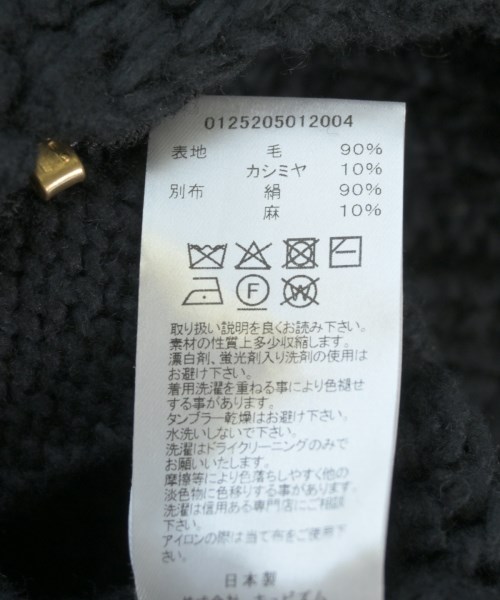 0125205012004
表地 毛 90%
カシミヤ 10%
別布 絹 90%
麻 10%
F W
取り扱い説明を良くお読み下さい。
素材の性質上多少収縮します。
漂白剤、蛍光剤入り洗剤の使用は
お避け下さい。
着用洗濯を重ねる事により色褪せ
する事があります。
タンブラー乾燥はお避け下さい。
水洗いしないで下さい。
洗濯はドライクリーニングのみで
お願いいたします。
摩擦等により色落ちしやすく他の
淡色物に色移りする事があります。
洗濯は信用ある専門店にご相談
下さい。
アイロンの際は当て布をご使用下
さい。
日本製